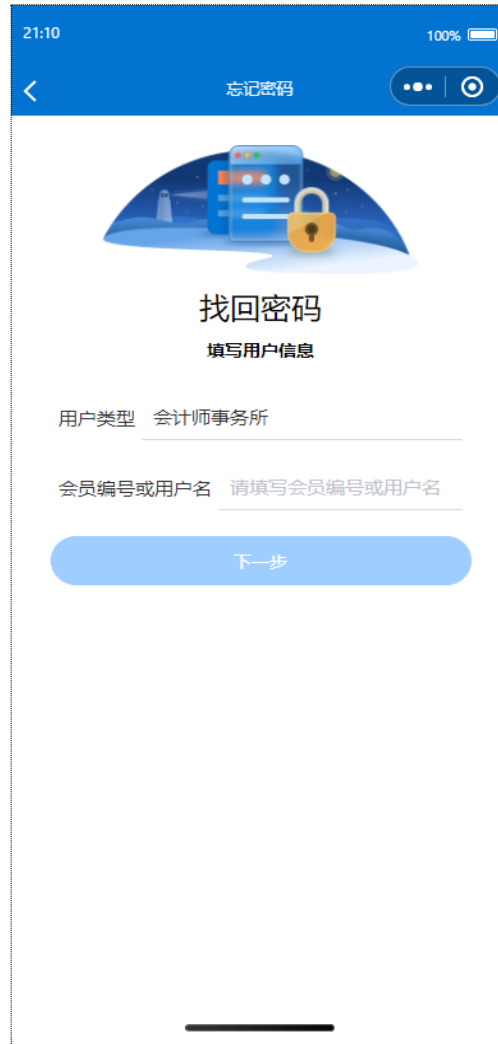 21:10
100%
忘记密码
找回密码
填写用户信息
用户类型 会计师事务所
会员编号或用户名 请填写会员编号或用户名
下一步